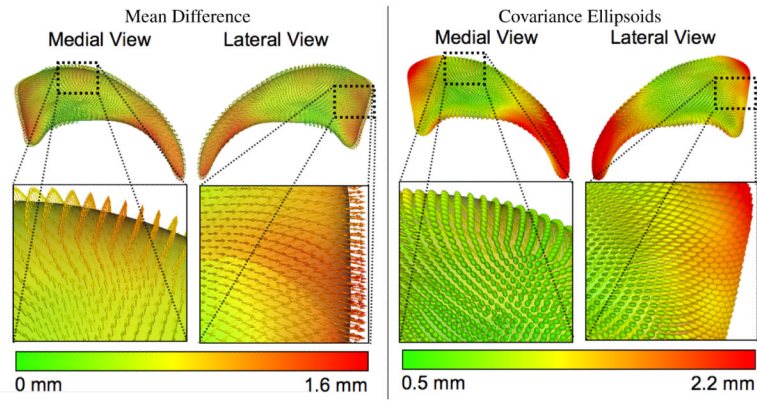 Mean Difference
Medial View
Lateral View
0 mm
1.6 mm
Covariance Ellipsoids
Medial View
Lateral View
0.5 mm
2.2 mm